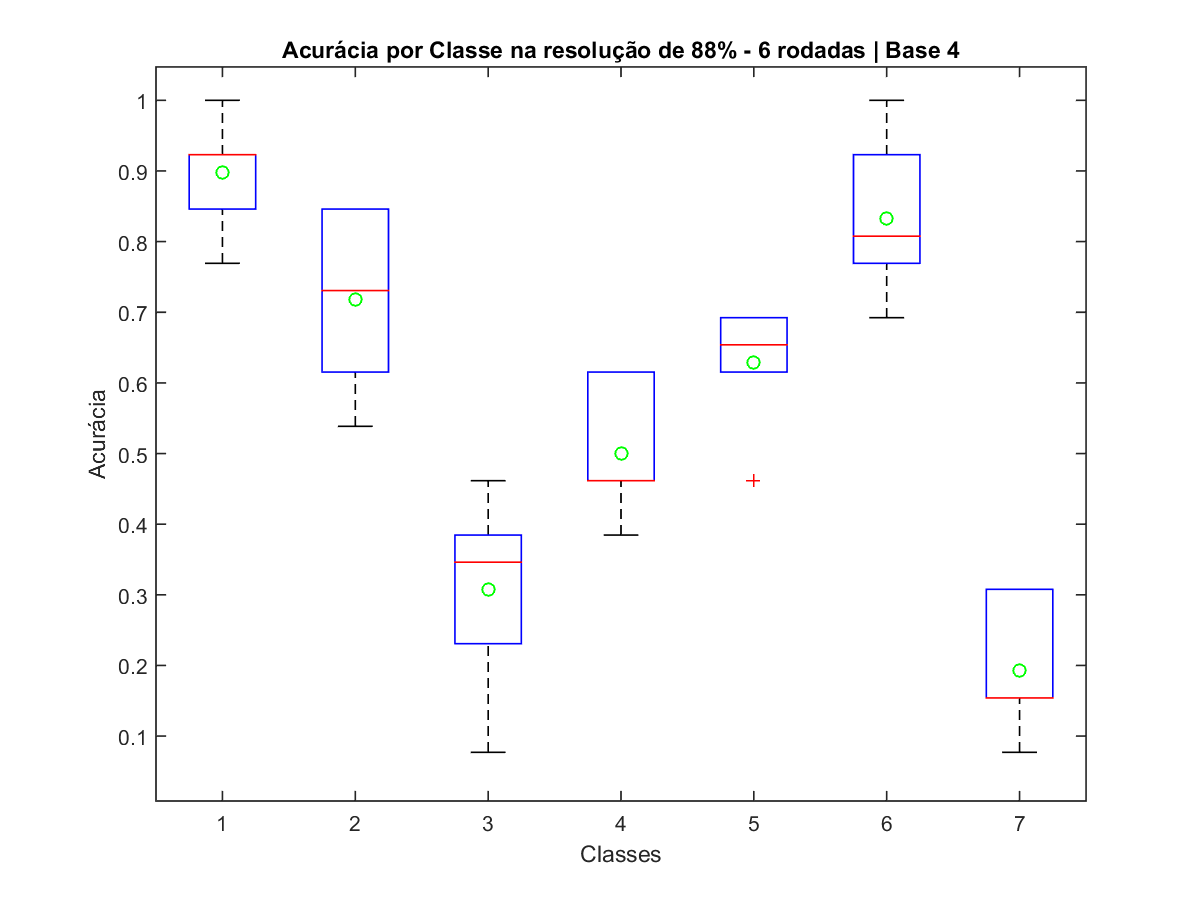 Acurácia por Classe na resolução de 88% - 6 rodadas | Base 4
1
0.9
0.8
0.7
0.6
0.5
0.4
0.3
0.2
0.1
Acurácia
1 2 3 4 5 6 7
Classes